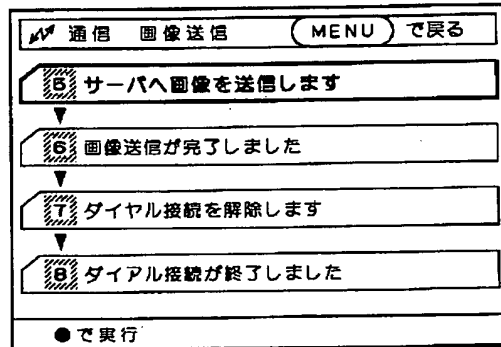 通信 画像送信 MENU で戻る
5 サーバへ画像を送信します
6 画像送信が完了しました
7 ダイヤル接続を解除します
8 ダイアル接続が終了しました
●で実行